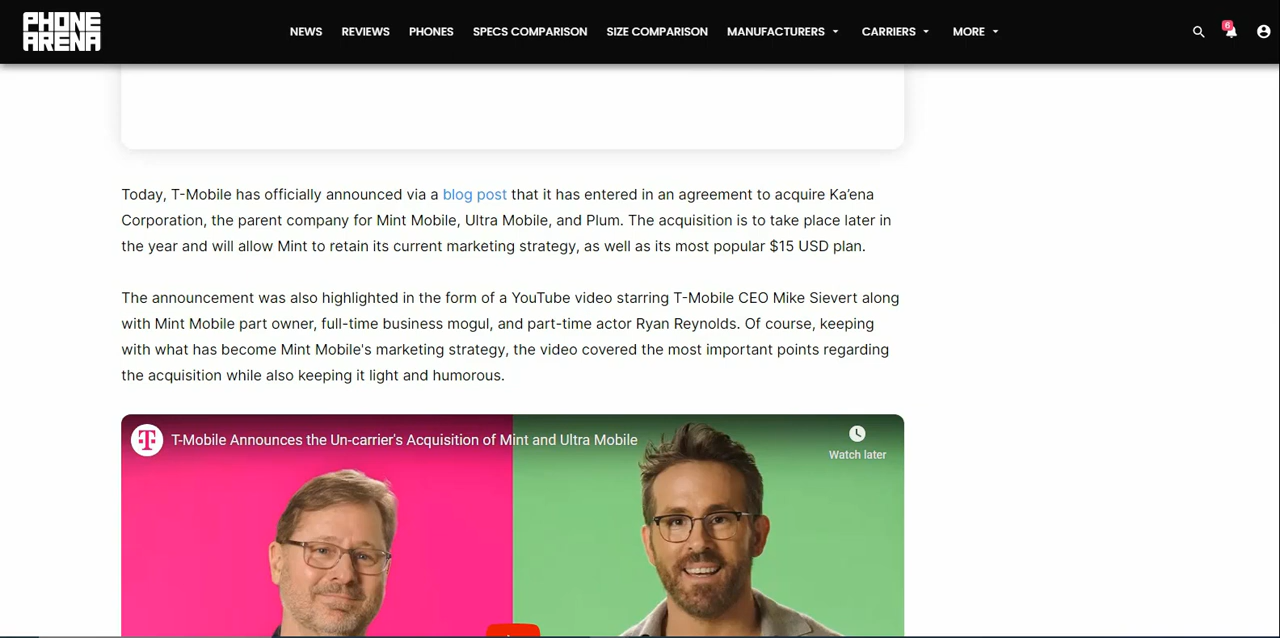 PHONE
ARENA
NEWS REVIEWS PHONES SPECS COMPARISON SIZE COMPARISON MANUFACTURERS CARRIERS MORE
6
Today, T-Mobile has officially announced via a blog post that it has entered in an agreement to acquire Ka’ena
Corporation, the parent company for Mint Mobile, Ultra Mobile, and Plum. The acquisition is to take place later in
the year and will allow Mint to retain its current marketing strategy, as well as its most popular $15 USD plan.
The announcement was also highlighted in the form of a YouTube video starring T-Mobile CEO Mike Sievert along
with Mint Mobile part owner, full-time business mogul, and part-time actor Ryan Reynolds. Of course, keeping
with what has become Mint Mobile's marketing strategy, the video covered the most important points regarding
the acquisition while also keeping it light and humorous.
T T-Mobile Announces the Un-carrier's Acquisition of Mint and Ultra Mobile
Watch later